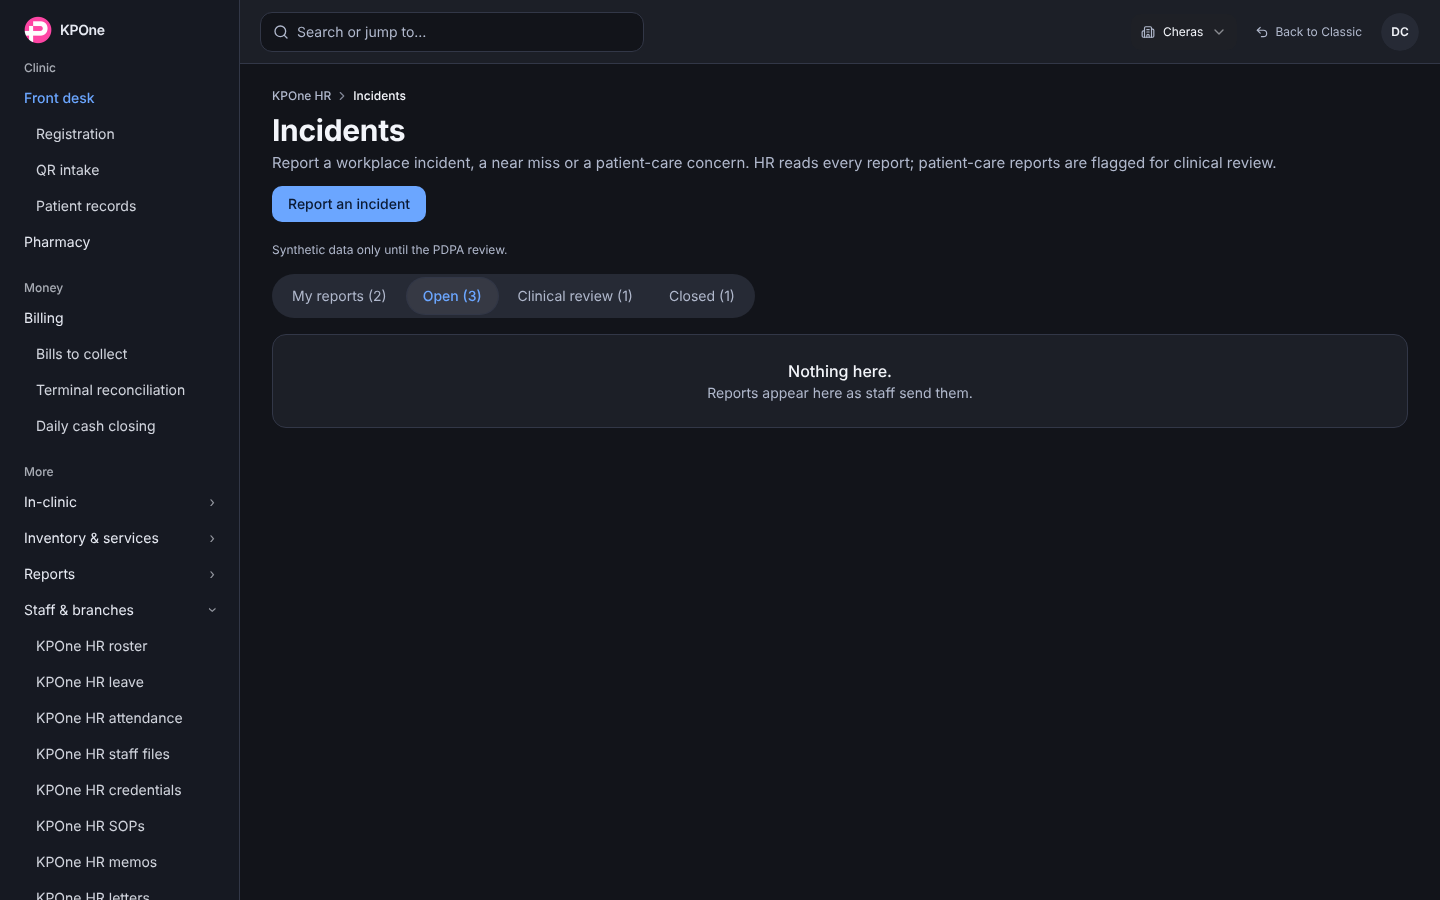 KPOne
Clinic
Front desk
Registration
QR intake
Patient records
Pharmacy
Money
Billing
Bills to collect
Terminal reconciliation
Daily cash closing
More
In-clinic
Inventory & services
Reports
Staff & branches
KPOne HR roster
KPOne HR leave
KPOne HR attendance
KPOne HR staff files
KPOne HR credentials
KPOne HR SOPs
KPOne HR memos
KPOne HR letters
Search or jump to...
Cheras
Back to Classic
DC
KPOne HR > Incidents
Incidents
Report a workplace incident, a near miss or a patient-care concern. HR reads every report; patient-care reports are flagged for clinical review.
Report an incident
Synthetic data only until the PDPA review.
My reports (2) Open (3) Clinical review (1) Closed (1)
Nothing here.
Reports appear here as staff send them.